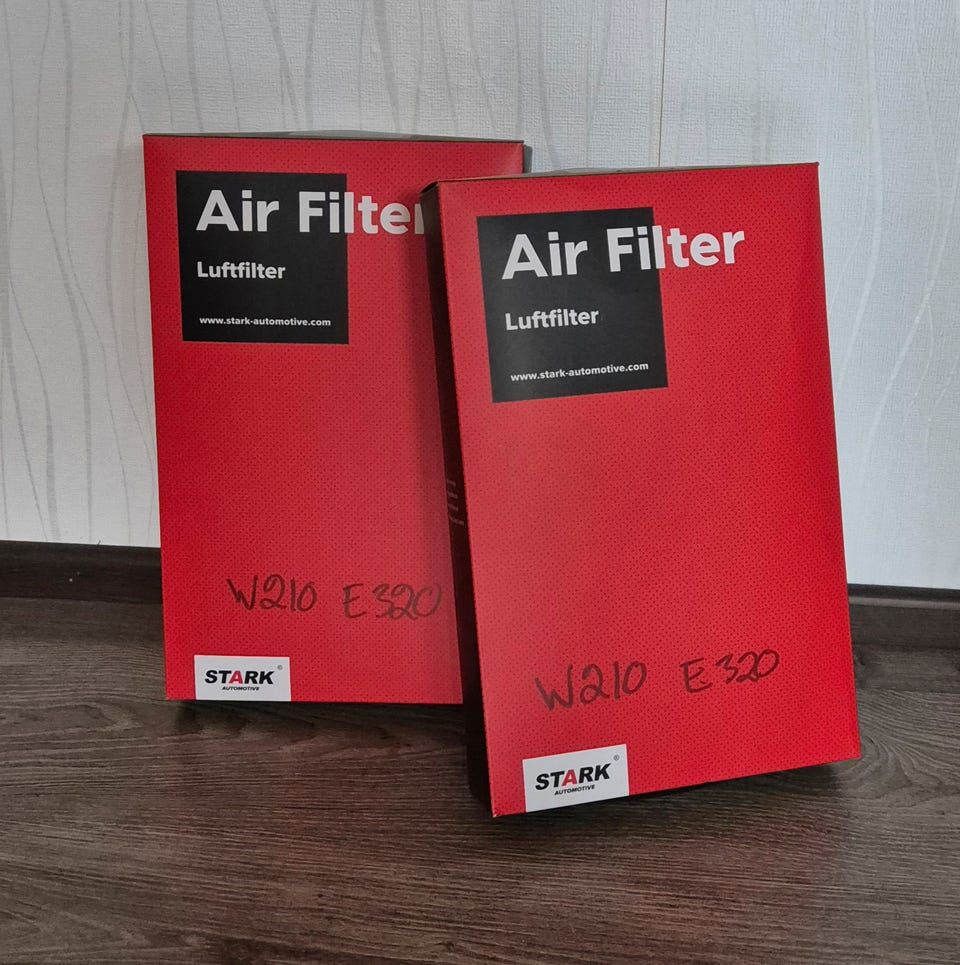 Air Filter
Luftfilter
www.stark-automotive.com
W210 E320
STARK®
AUTOMOTIVE
Air Filter
Luftfilter
www.stark-automotive.com
W210 E320
STARK®
AUTOMOTIVE